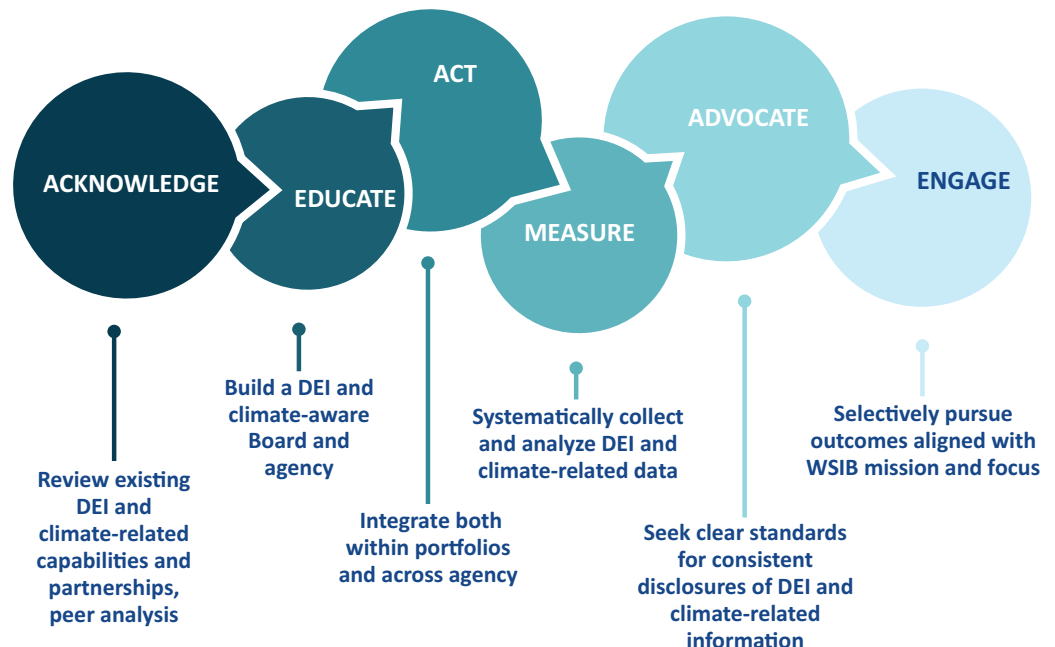 ACKNOWLEDGE
EDUCATE
ACT
MEASURE
ADVOCATE
ENGAGE
Review existing
DEI and
climate-related
capabilities and
partnerships,
peer analysis
Build a DEI and
climate-aware
Board and
agency
Integrate both
within portfolios
and across agency
Systematically collect
and analyze DEI and
climate-related data
Seek clear standards
for consistent
disclosures of DEI and
climate-related
information
Selectively pursue
outcomes aligned with
WSIB mission and focus